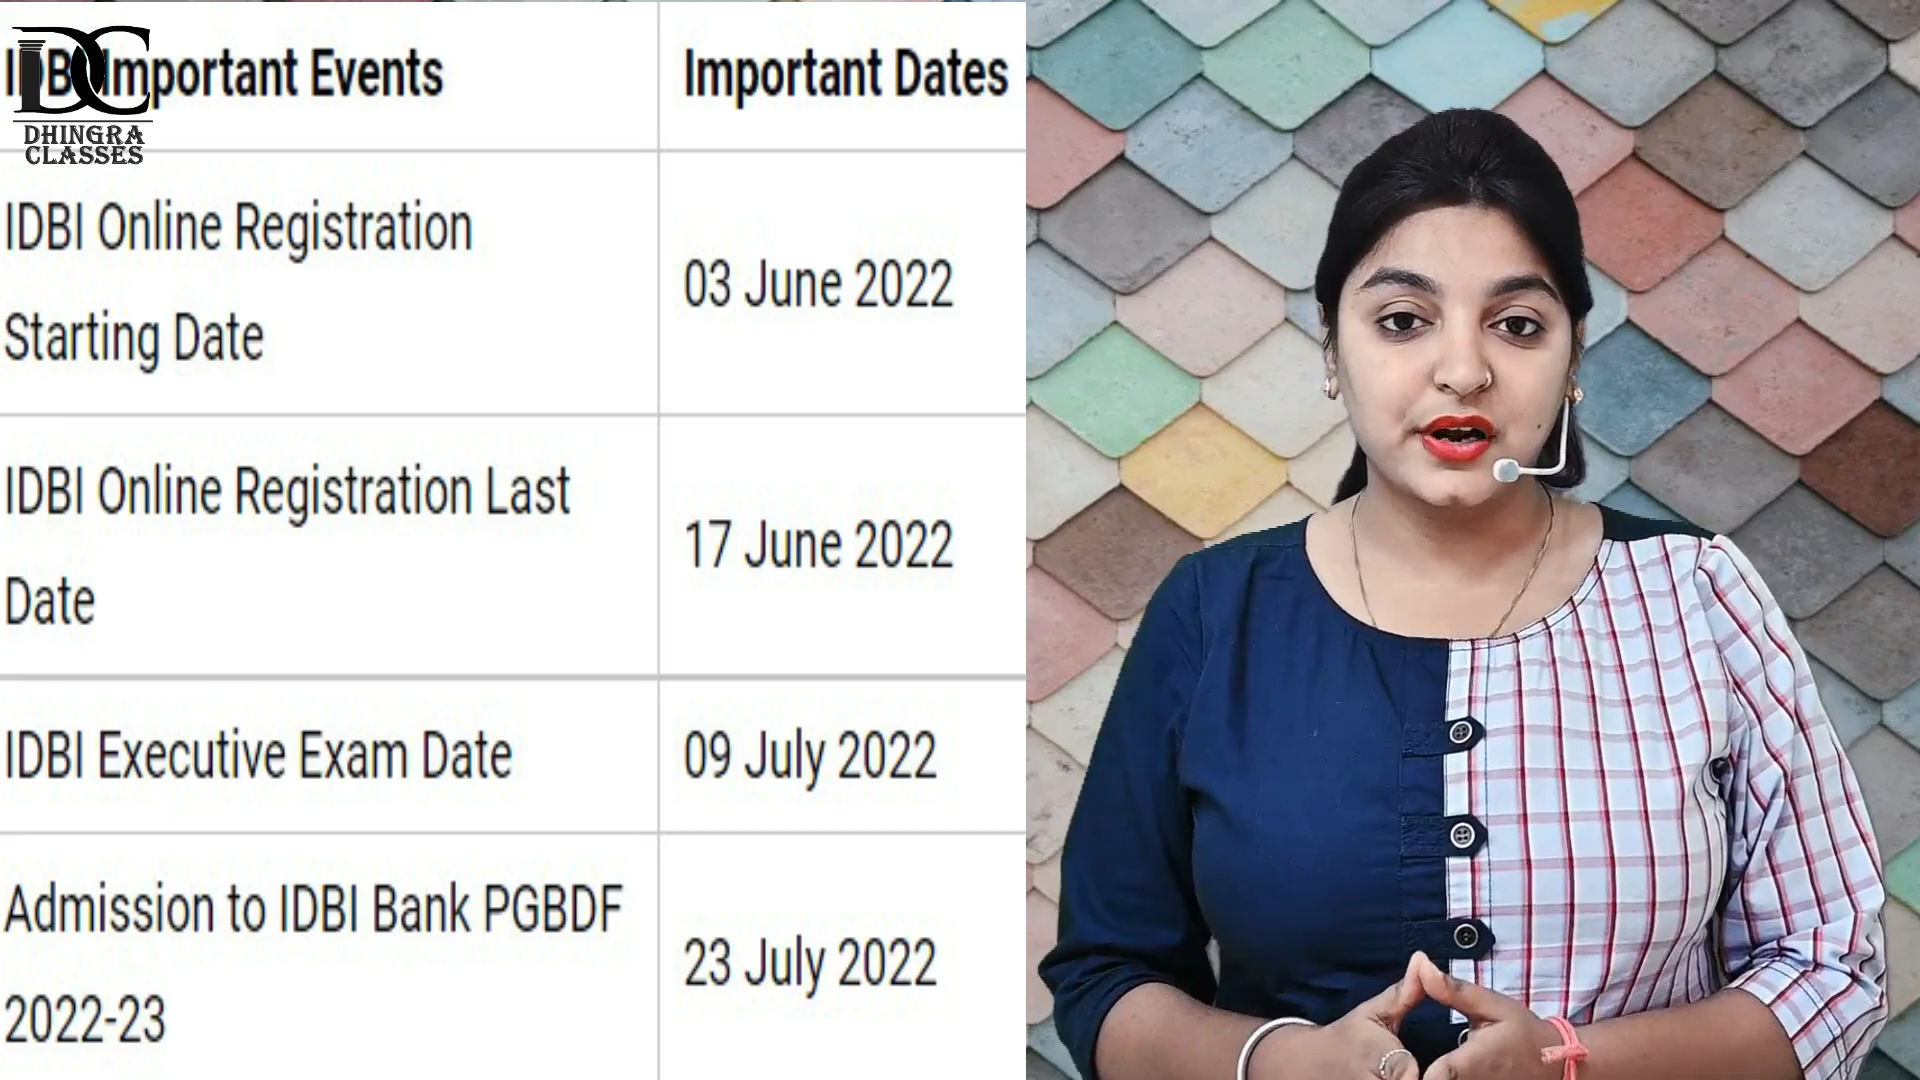 IDBI Important Events
Important Dates
DC
DHINGRA
CLASSES
IDBI Online Registration
Starting Date
03 June 2022
IDBI Online Registration Last
Date
17 June 2022
IDBI Executive Exam Date
09 July 2022
Admission to IDBI Bank PGBDF
2022-23
23 July 2022